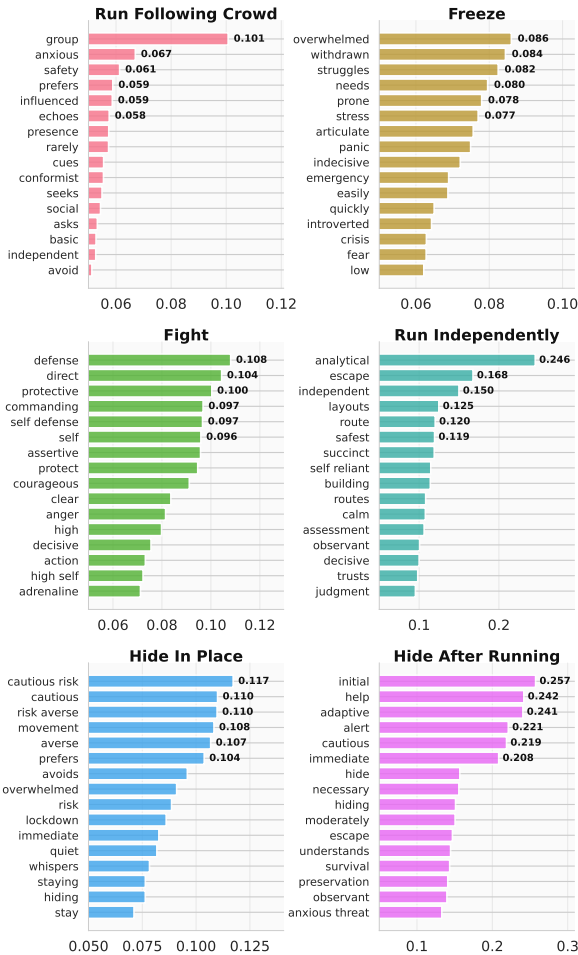 Run Following Crowd
group 0.101
anxious 0.067
safety 0.061
prefers 0.059
influenced 0.059
echoes 0.058
presence
rarely
cues
conformist
seeks
social
asks
basic
independent
avoid
0.06 0.08 0.10 0.12
Freeze
overwhelmed 0.086
withdrawn 0.084
struggles 0.082
needs 0.080
prone 0.078
stress 0.077
articulate
panic
indecisive
emergency
easily
quickly
introverted
crisis
fear
low
0.06 0.08 0.10
Fight
defense 0.108
direct 0.104
protective 0.100
commanding 0.097
self defense 0.097
self 0.096
assertive
protect
courageous
clear
anger
high
decisive
action
high self
adrenaline
0.06 0.08 0.10 0.12
Run Independently
analytical 0.246
escape 0.168
independent 0.150
layouts 0.125
route 0.120
safest 0.119
succinct
self reliant
building
routes
calm
assessment
observant
decisive
trusts
judgment
0.1 0.2
Hide In Place
cautious risk 0.117
cautious 0.110
risk averse 0.110
movement 0.108
averse 0.107
prefers 0.104
avoids
overwhelmed
risk
lockdown
immediate
quiet
whispers
staying
hiding
stay
0.050 0.075 0.100 0.125
Hide After Running
initial 0.257
help 0.242
adaptive 0.241
alert 0.221
cautious 0.219
immediate 0.208
hide
necessary
hiding
moderately
escape
understands
survival
preservation
observant
anxious threat
0.1 0.2 0.3